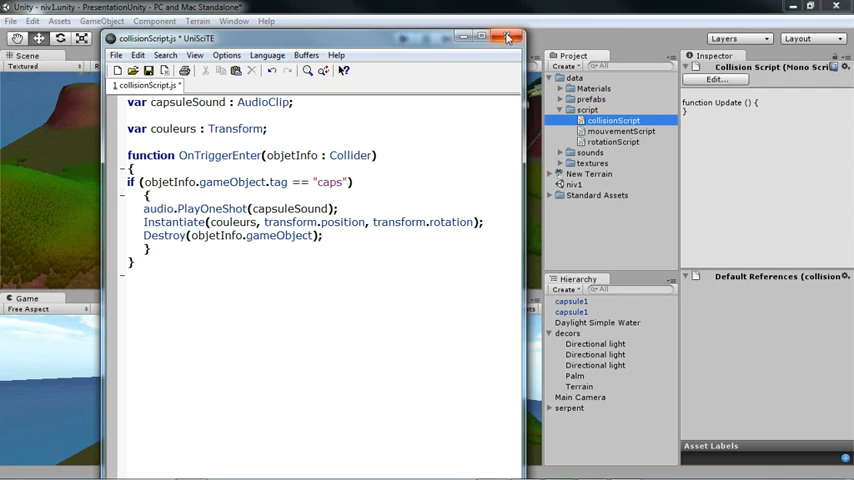 Unity - niv1.unity - PresentationUnity - PC and Mac Standalone*
File Edit Assets GameObject Component Terrain Window Help
Layers Layout
Scene
Textured
Game
Free Aspect
collisionScript.js * UniSciTE
File Edit Search View Options Language Buffers Help
1 collisionScript.js *
var capsuleSound : AudioClip;
var couleurs : Transform;
function OnTriggerEnter(objetInfo : Collider)
{
if (objetInfo.gameObject.tag == "caps")
{
audio.PlayOneShot(capsuleSound);
Instantiate(couleurs, transform.position, transform.rotation);
Destroy(objetInfo.gameObject);
}
}
Project
Create All
data
Materials
prefabs
script
collisionScript
mouvementScript
rotationScript
sounds
textures
New Terrain
niv1
Standard Assets
Hierarchy
Create All
capsule1
capsule1
Daylight Simple Water
decors
Directional light
Directional light
Directional light
Palm
Terrain
Main Camera
serpent
Inspector
Collision Script (Mono Scri
Edit...
function Update () {
}
Default References (collision
Asset Labels